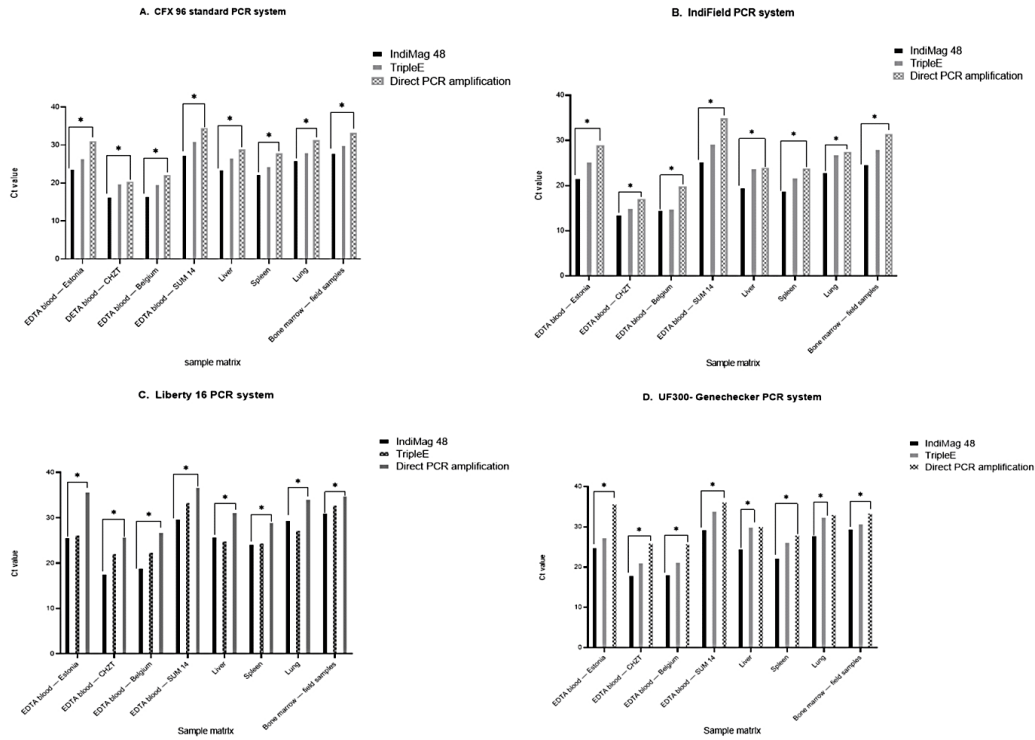 A. CFX 96 standard PCR system
IndiMag 48
TripleE
Direct PCR amplification
Ct value
40
30
20
10
0
* * * * * * * *
EDTA blood — Estonia
DETA blood — CHZT
EDTA blood — Belgium
EDTA blood — SUM 14
Liver
Spleen
Lung
Bone marrow — field samples
sample matrix
B. IndiField PCR system
IndiMag 48
TripleE
Direct PCR amplification
Ct value
40
30
20
10
0
* * * * * * * *
EDTA blood — Estonia
EDTA blood — CHZT
EDTA blood — Belgium
EDTA blood — SUM 14
Liver
Spleen
Lung
Bone marrow — field samples
Sample matrix
C. Liberty 16 PCR system
IndiMag 48
TripleE
Direct PCR amplification
Ct value
40
30
20
10
0
* * * * * * * *
EDTA blood — Estonia
EDTA blood — CHZT
EDTA blood — Belgium
EDTA blood — SUM 14
Liver
Spleen
Lung
Bone marrow — field samples
Sample matrix
D. UF300- Genechecker PCR system
IndiMag 48
TripleE
Direct PCR amplification
Ct value
40
30
20
10
0
* * * * * * * *
EDTA blood — Estonia
EDTA blood — CHZT
EDTA blood — Belgium
EDTA blood — SUM 14
Liver
Spleen
Lung
Bone marrow — field samples
Sample matrix